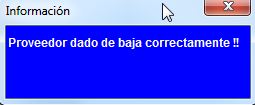 Información
Proveedor dado de baja correctamente !!